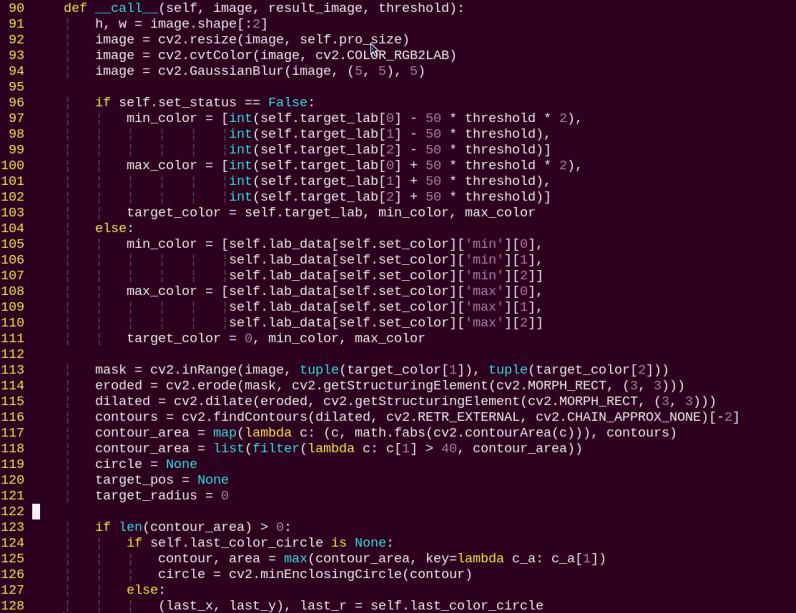 90     def __call__(self, image, result_image, threshold):
91         h, w = image.shape[:2]
92         image = cv2.resize(image, self.pro_size)
93         image = cv2.cvtColor(image, cv2.COLOR_RGB2LAB)
94         image = cv2.GaussianBlur(image, (5, 5), 5)
95
96         if self.set_status == False:
97             min_color = [int(self.target_lab[0] - 50 * threshold * 2),
98                          int(self.target_lab[1] - 50 * threshold),
99                          int(self.target_lab[2] - 50 * threshold)]
100             max_color = [int(self.target_lab[0] + 50 * threshold * 2),
101                          int(self.target_lab[1] + 50 * threshold),
102                          int(self.target_lab[2] + 50 * threshold)]
103             target_color = self.target_lab, min_color, max_color
104         else:
105             min_color = [self.lab_data[self.set_color]['min'][0],
106                          self.lab_data[self.set_color]['min'][1],
107                          self.lab_data[self.set_color]['min'][2]]
108             max_color = [self.lab_data[self.set_color]['max'][0],
109                          self.lab_data[self.set_color]['max'][1],
110                          self.lab_data[self.set_color]['max'][2]]
111             target_color = 0, min_color, max_color
112
113         mask = cv2.inRange(image, tuple(target_color[1]), tuple(target_color[2]))
114         eroded = cv2.erode(mask, cv2.getStructuringElement(cv2.MORPH_RECT, (3, 3)))
115         dilated = cv2.dilate(eroded, cv2.getStructuringElement(cv2.MORPH_RECT, (3, 3)))
116         contours = cv2.findContours(dilated, cv2.RETR_EXTERNAL, cv2.CHAIN_APPROX_NONE)[-2]
117         contour_area = map(lambda c: (c, math.fabs(cv2.contourArea(c))), contours)
118         contour_area = list(filter(lambda c: c[1] > 40, contour_area))
119         circle = None
120         target_pos = None
121         target_radius = 0
122
123         if len(contour_area) > 0:
124             if self.last_color_circle is None:
125                 contour, area = max(contour_area, key=lambda c_a: c_a[1])
126                 circle = cv2.minEnclosingCircle(contour)
127             else:
128                 (last_x, last_y), last_r = self.last_color_circle